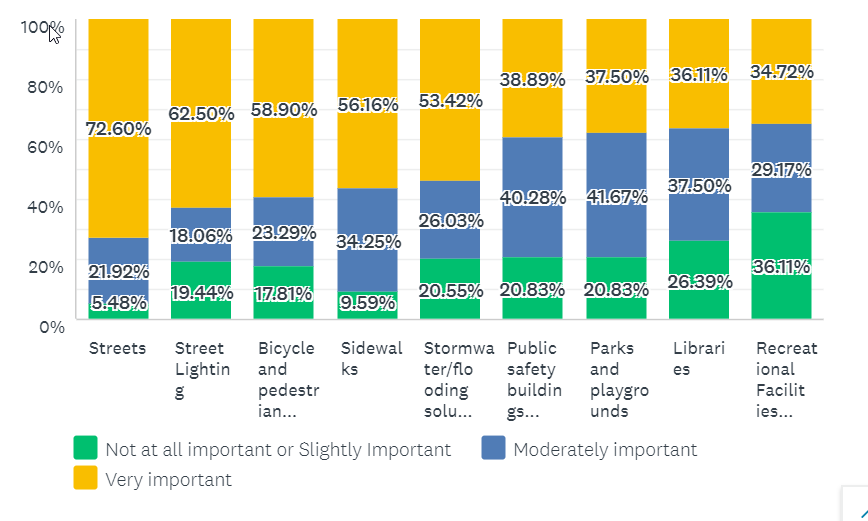 100%
80%
60%
40%
20%
0%
72.60%
21.92%
5.48%
62.50%
18.06%
19.44%
58.90%
23.29%
17.81%
56.16%
34.25%
9.59%
53.42%
26.03%
20.55%
38.89%
40.28%
20.83%
37.50%
41.67%
20.83%
36.11%
37.50%
26.39%
34.72%
29.17%
36.11%
Streets
Street
Lightin
g
Bicycle
and
pedestr
ian...
Sidewal
ks
Stormwa
ter/flo
oding
solu...
Public
safety
buildin
gs...
Parks
and
playgro
unds
Librari
es
Recreat
ional
Facilit
ies...
Not at all important or Slightly Important
Moderately important
Very important